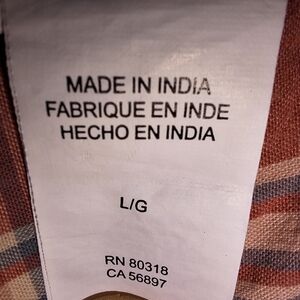 MADE IN INDIA
FABRIQUE EN INDE
HECHO EN INDIA
L/G
RN 80318
CA 56897